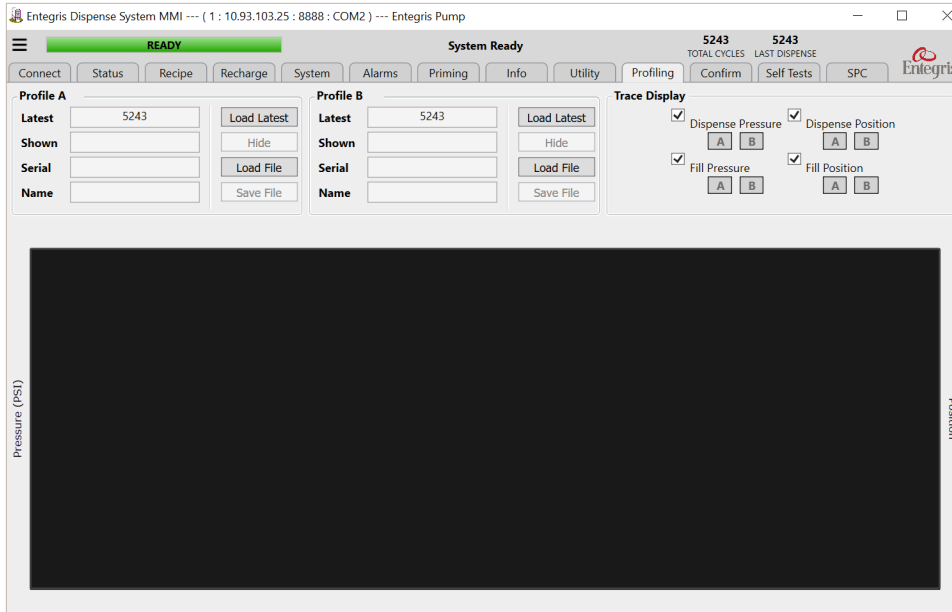 Entegris Dispense System MMI --- ( 1 : 10.93.103.25 : 8888 : COM2 ) --- Entegris Pump
READY
System Ready
5243
TOTAL CYCLES
5243
LAST DISPENSE
Entegris
Connect Status Recipe Recharge System Alarms Priming Info Utility Profiling Confirm Self Tests SPC
Profile A
Latest 5243 Load Latest
Shown Hide
Serial Load File
Name Save File
Profile B
Latest 5243 Load Latest
Shown Hide
Serial Load File
Name Save File
Trace Display
Dispense Pressure Dispense Position
A B A B
Fill Pressure Fill Position
A B A B
Pressure (PSI)
Position